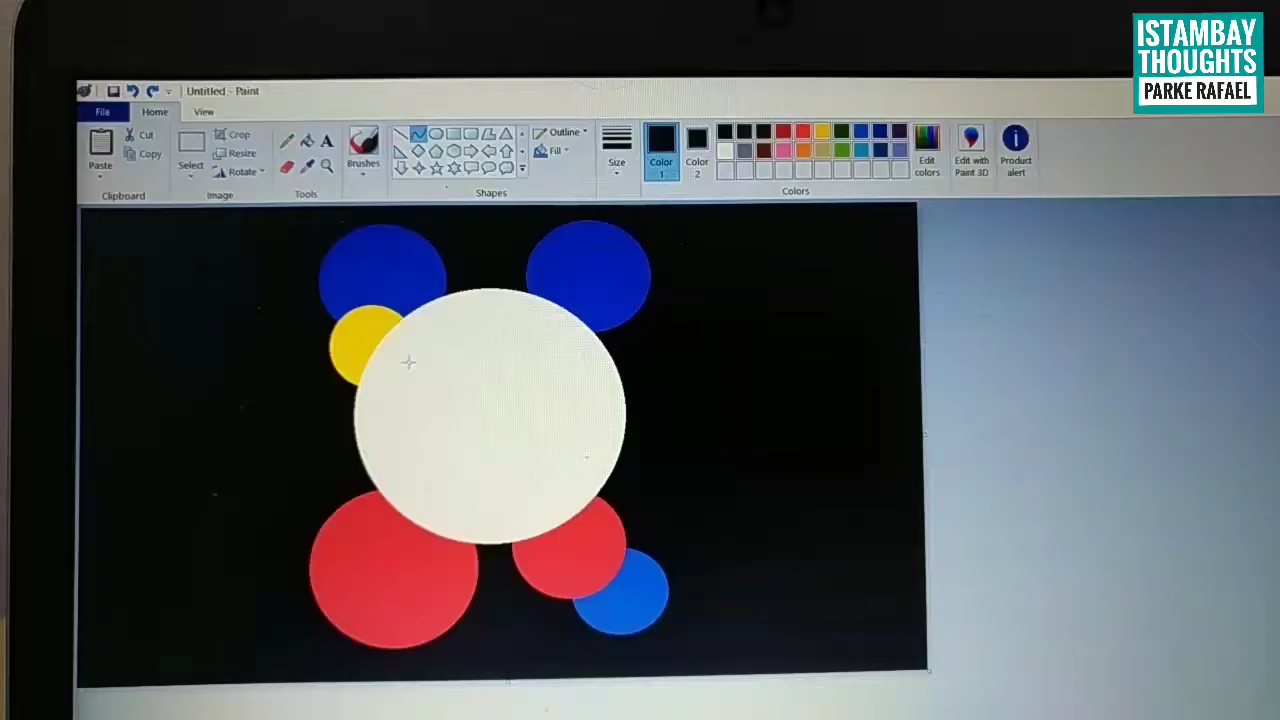 ISTAMBAY
THOUGHTS
PARKE RAFAEL
Untitled - Paint
File Home View
Cut
Copy
Paste
Clipboard
Crop
Resize
Rotate
Select
Image
A
Tools
Brushes
Outline
Fill
Shapes
Size
Color
1
Color
2
Colors
Edit
colors
Edit with
Paint 3D
Product
alert